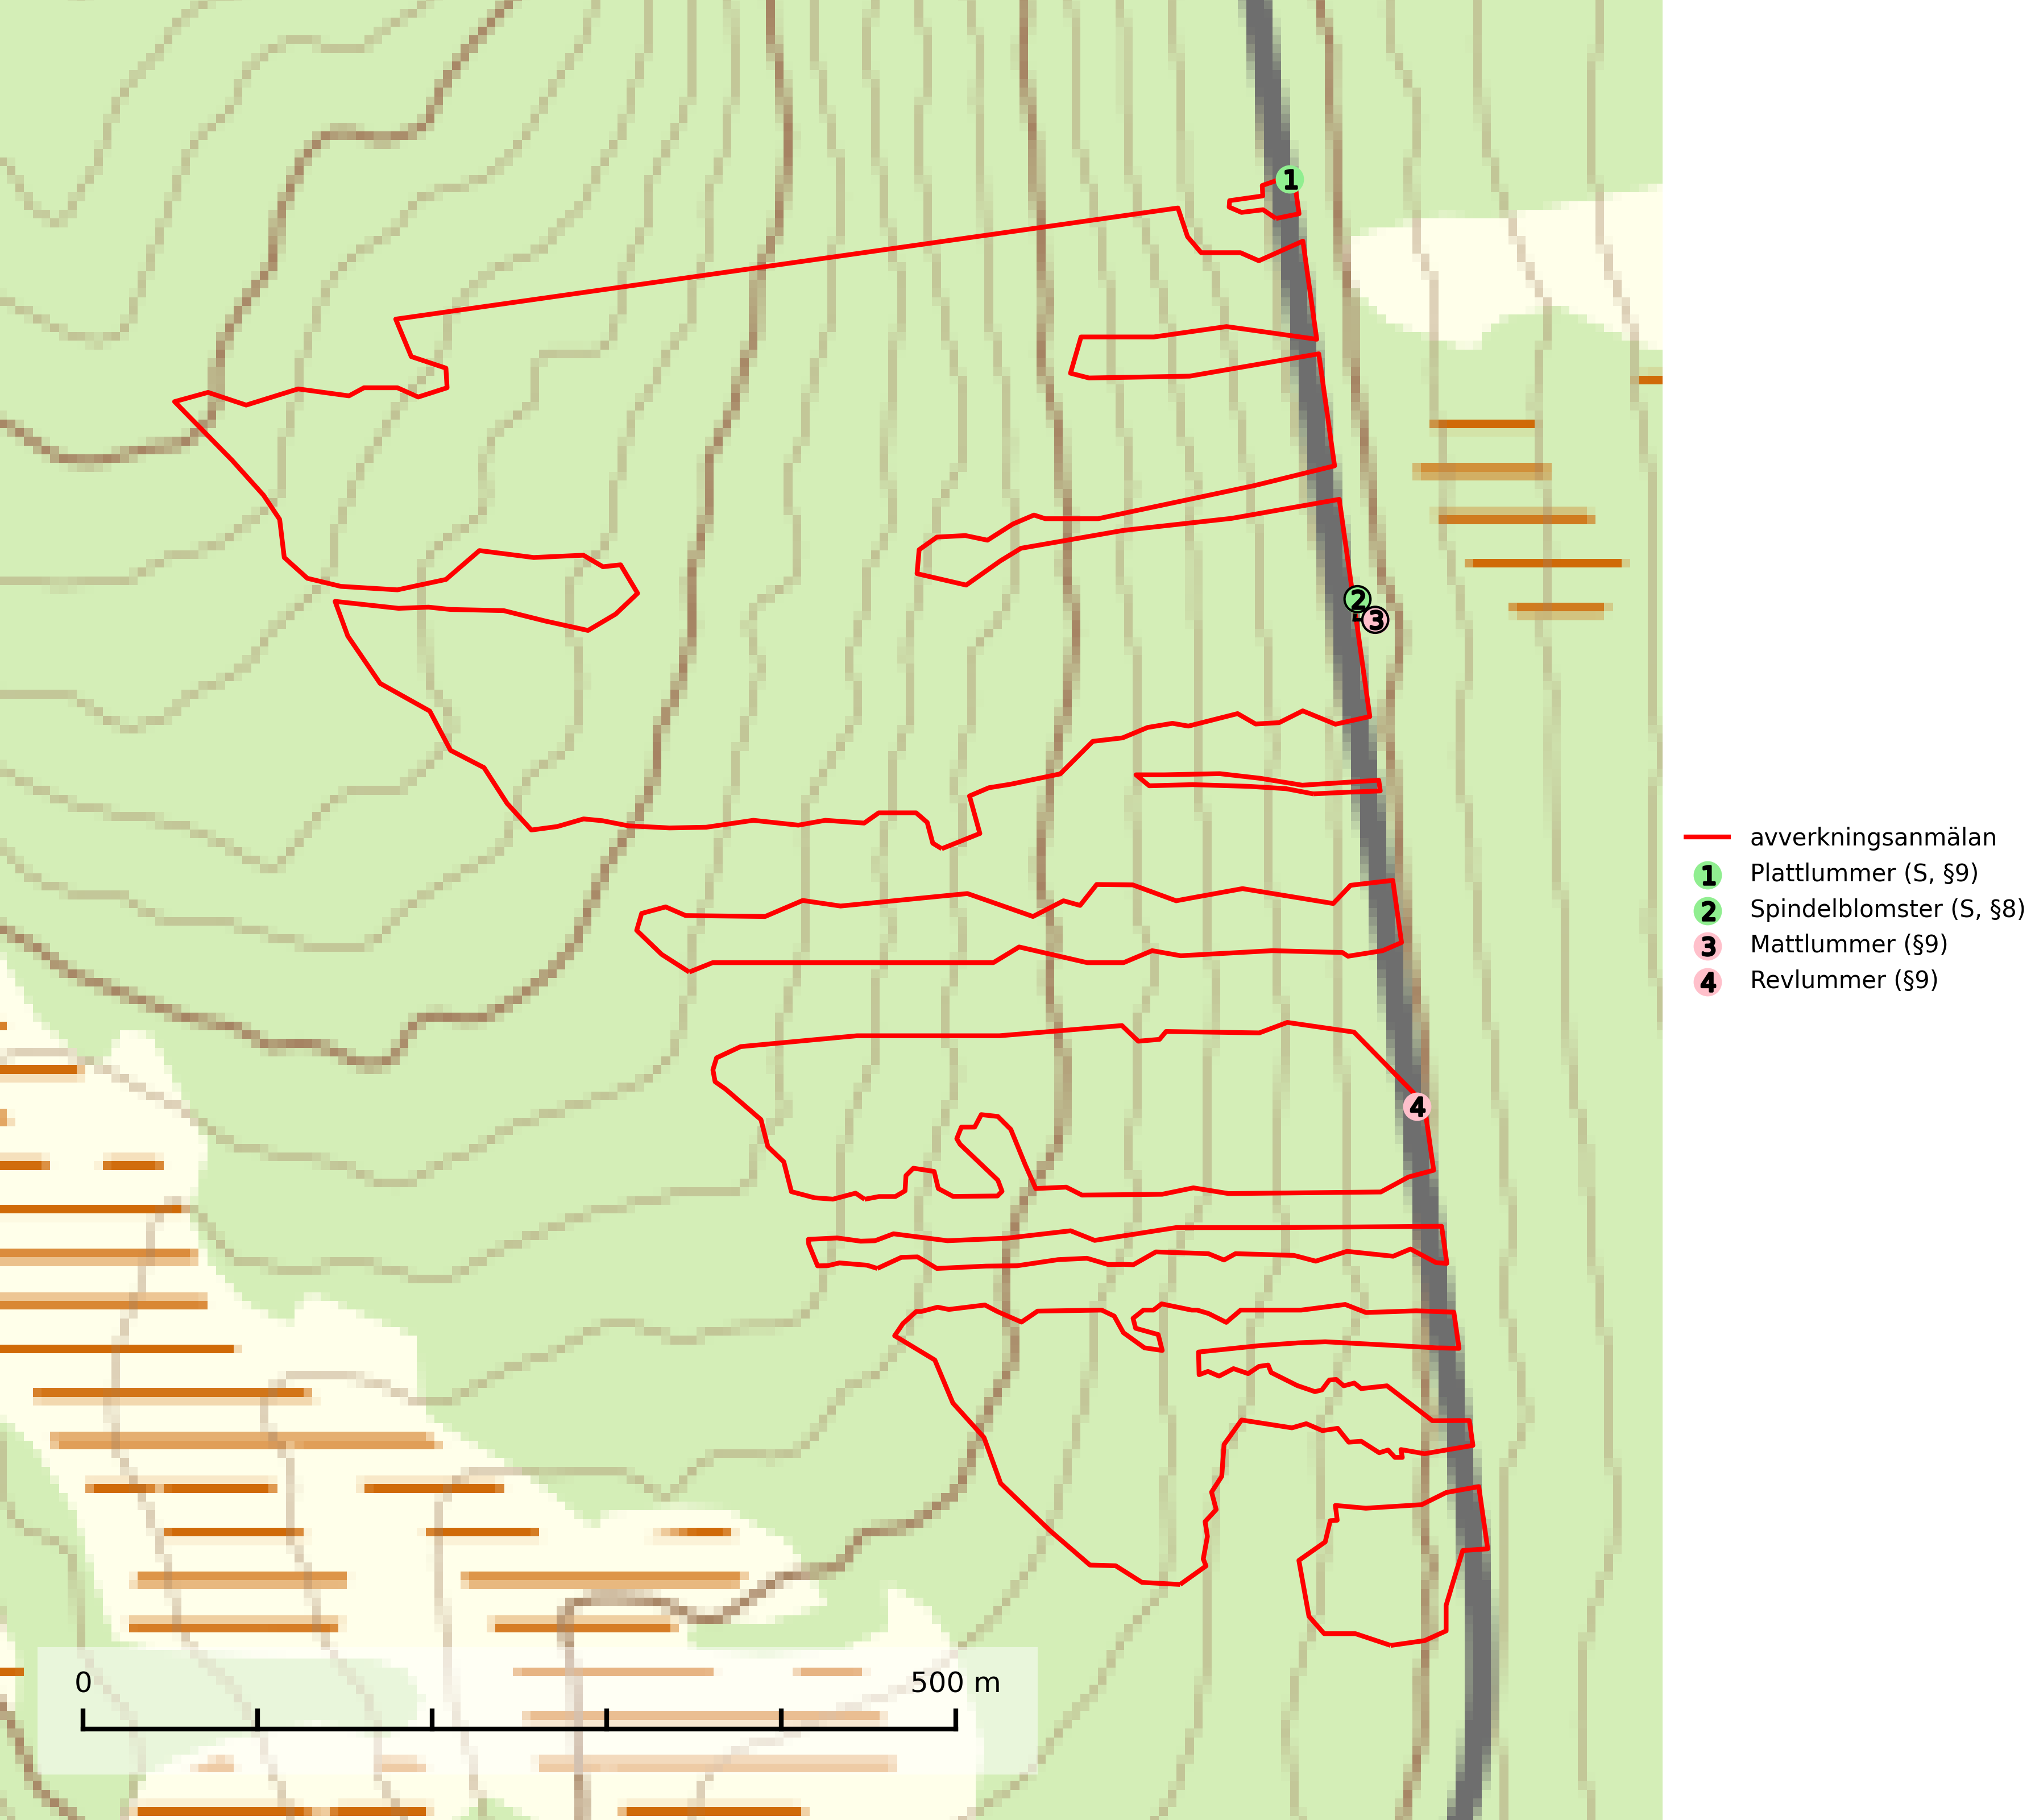 1
2
3
4
avverkningsanmälan
1 Plattlummer (S, §9)
2 Spindelblomster (S, §8)
3 Mattlummer (§9)
4 Revlummer (§9)
0 500 m